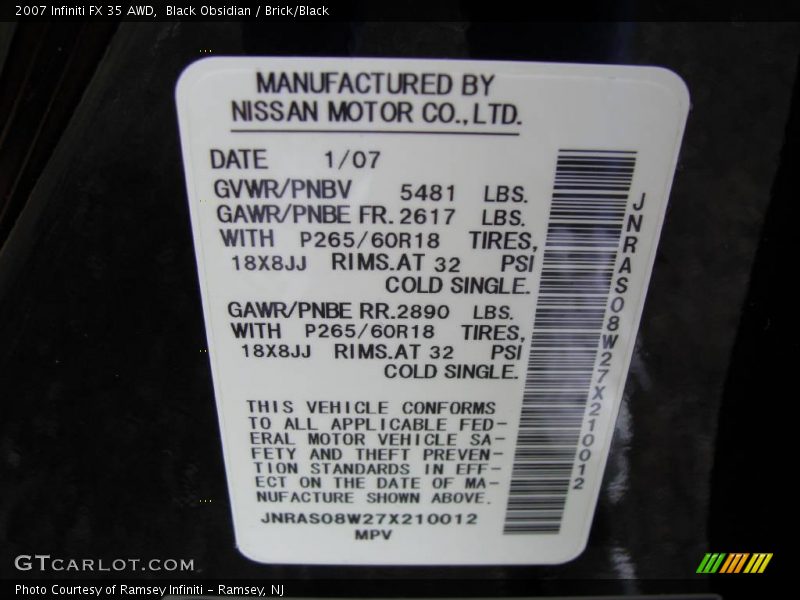 2007 Infiniti FX 35 AWD,  Black Obsidian / Brick/Black
MANUFACTURED BY
NISSAN MOTOR CO.,LTD.
DATE 1/07
GVWR/PNBV 5481 LBS.
GAWR/PNBE FR. 2617 LBS.
WITH P265/60R18 TIRES,
18X8JJ RIMS.AT 32 PSI
COLD SINGLE.
GAWR/PNBE RR. 2890 LBS.
WITH P265/60R18 TIRES,
18X8JJ RIMS.AT 32 PSI
COLD SINGLE.
THIS VEHICLE CONFORMS
TO ALL APPLICABLE FED-
ERAL MOTOR VEHICLE SA-
FETY AND THEFT PREVEN-
TION STANDARDS IN EFF-
ECT ON THE DATE OF MA-
NUFACTURE SHOWN ABOVE.
JNRAS08W27X210012
MPV
JNRAS08W27X210012
GTCARLOT.COM
Photo Courtesy of Ramsey Infiniti – Ramsey, NJ